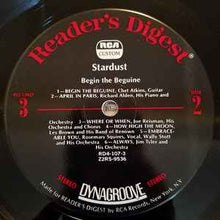 Reader's Digest®
RCA
CUSTOM
Stardust
Begin the Beguine
RECORD
3
SIDE
2
1—BEGIN THE BEGUINE, Chet Atkins, Guitar
2—APRIL IN PARIS, Richard Alden, His Piano and
Orchestra 3—WHERE OR WHEN, Joe Reisman, His
Orchestra and Chorus 4—HOW HIGH THE MOON,
Les Brown and His Band of Renown 5—EMBRACE-
ABLE YOU, Rosemary Squires, Vocal, Wally Stott
and His Orchestra 6—ALWAYS, Jim Tyler and
His Orchestra
RD4-107-3
22RS-9536
STEREO DYNAGROOVE STEREO
Made for READER'S DIGEST by RCA Records, New York, N.Y.